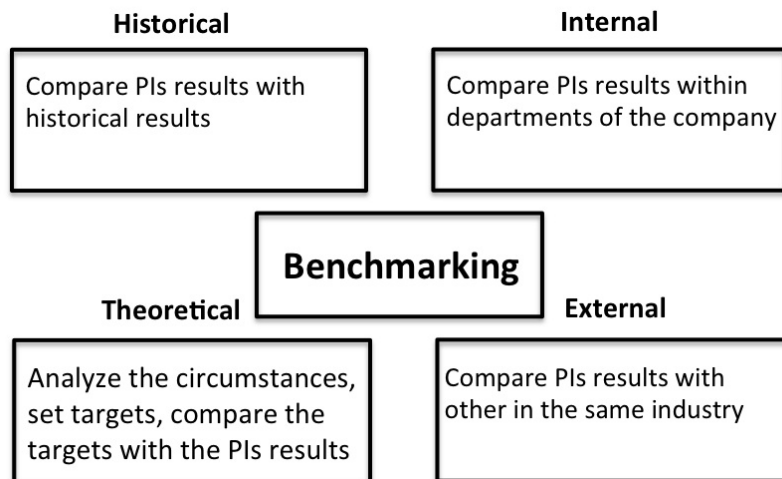 Historical
Compare PIs results with
historical results
Internal
Compare PIs results within
departments of the company
Benchmarking
Theoretical
Analyze the circumstances,
set targets, compare the
targets with the PIs results
External
Compare PIs results with
other in the same industry